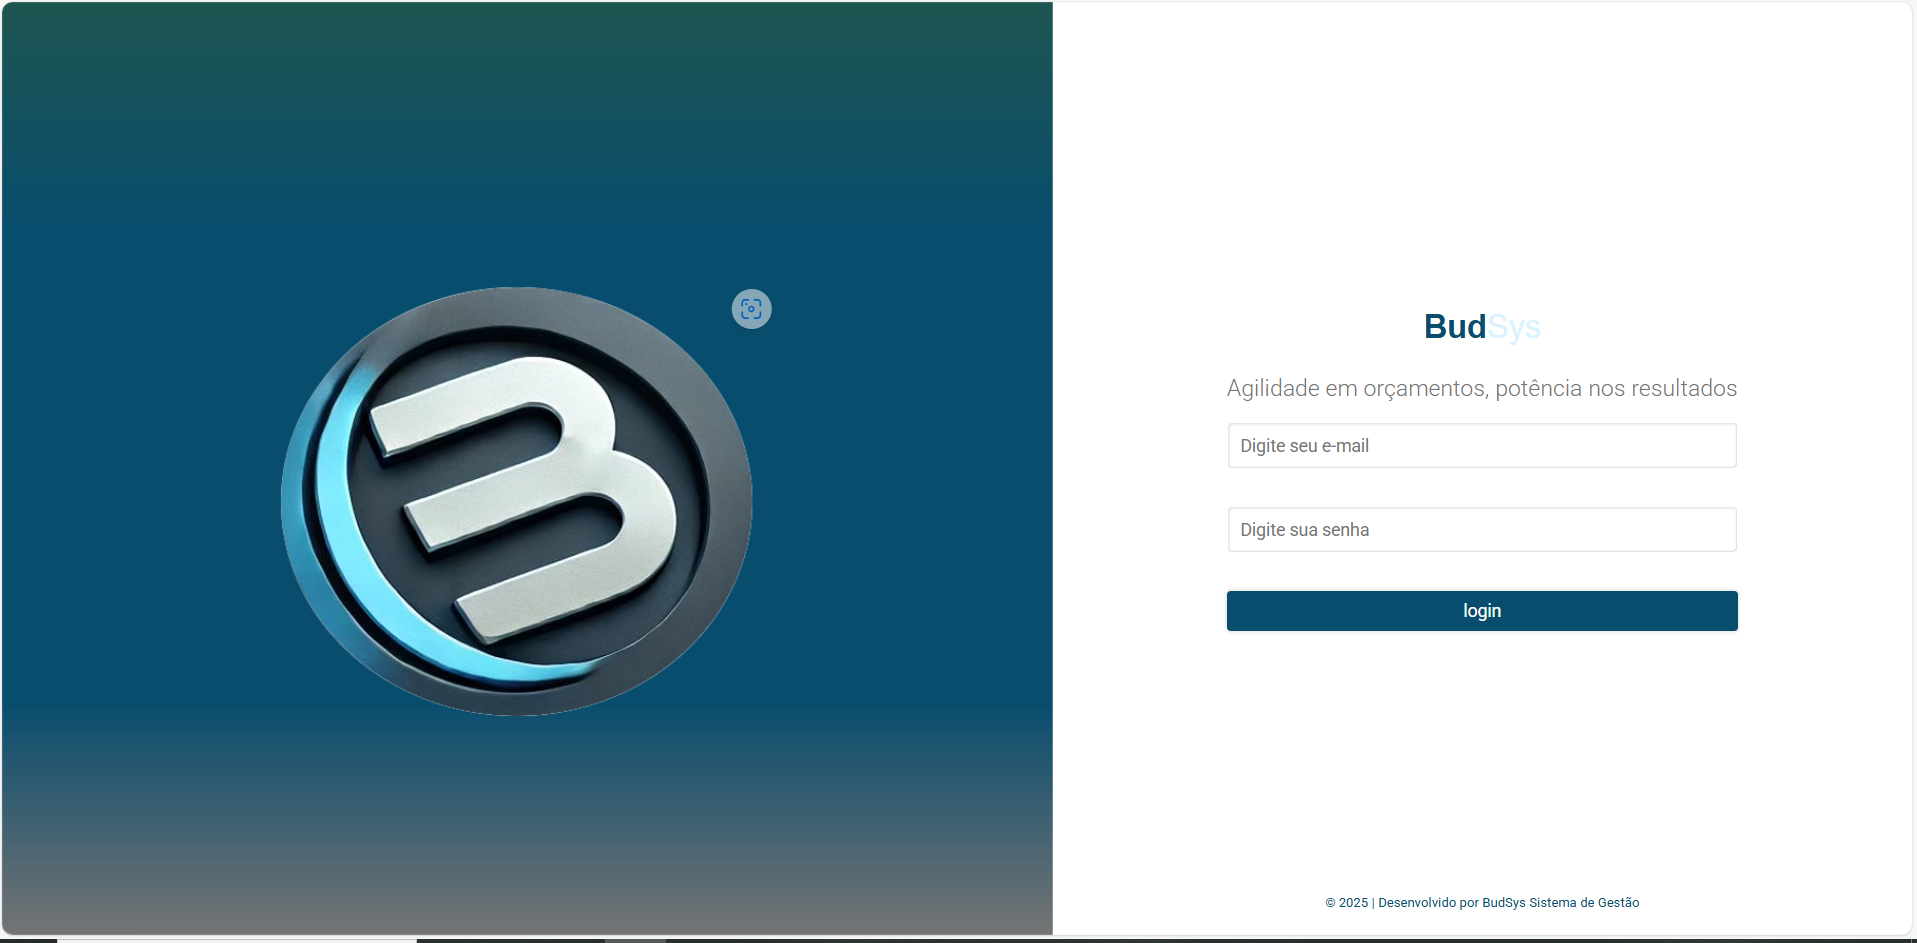 B
BudSys
Agilidade em orçamentos, potência nos resultados
Digite seu e-mail
Digite sua senha
login
© 2025 | Desenvolvido por BudSys Sistema de Gestão